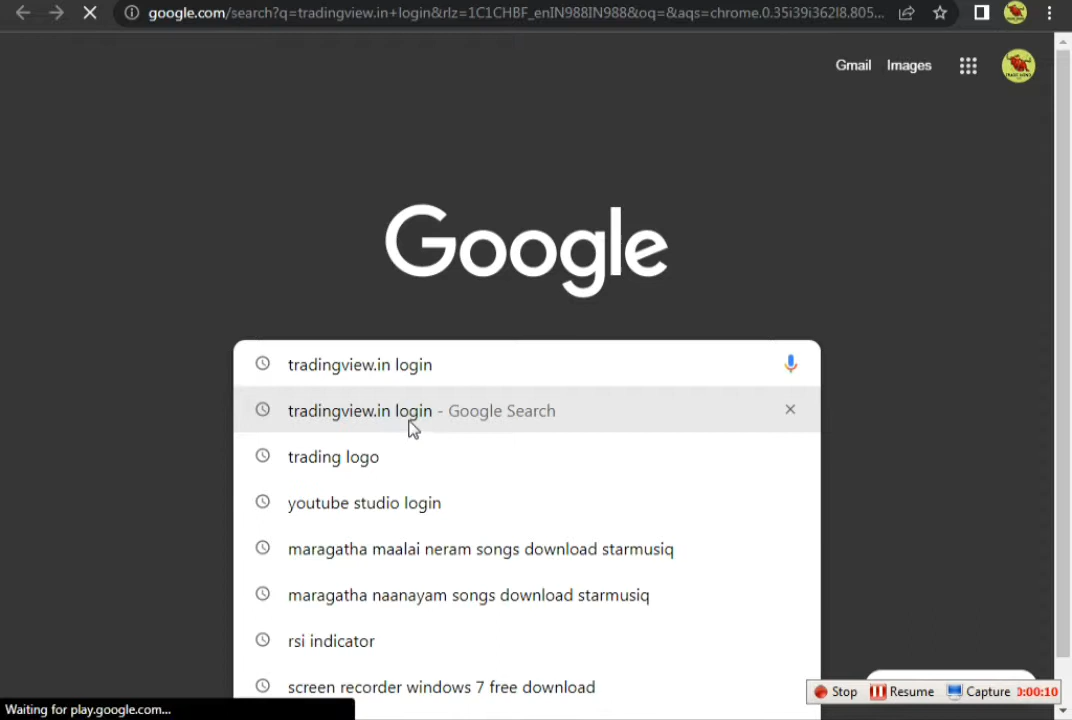 google.com/search?q=tradingview.in+login&rlz=1C1CHBF_enIN988IN988&oq=&aqs=chrome.0.35i39i362l8.805...
Gmail Images
Google
tradingview.in login
tradingview.in login - Google Search
trading logo
youtube studio login
maragatha maalai neram songs download starmusiq
maragatha naanayam songs download starmusiq
rsi indicator
screen recorder windows 7 free download
Stop Resume Capture 0:00:10
Waiting for play.google.com...